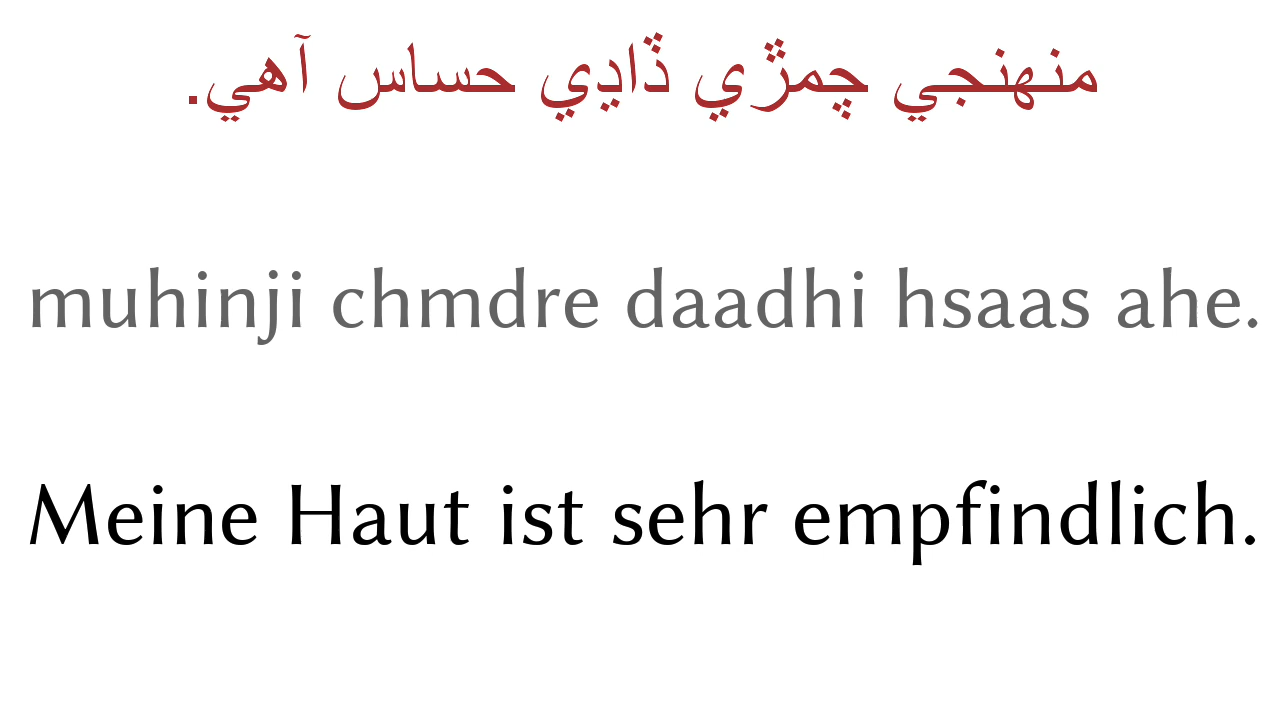 منهنجي چمڙي ڏاڍي حساس آهي.
muhinji chmdre daadhi hsaas ahe.
Meine Haut ist sehr empfindlich.